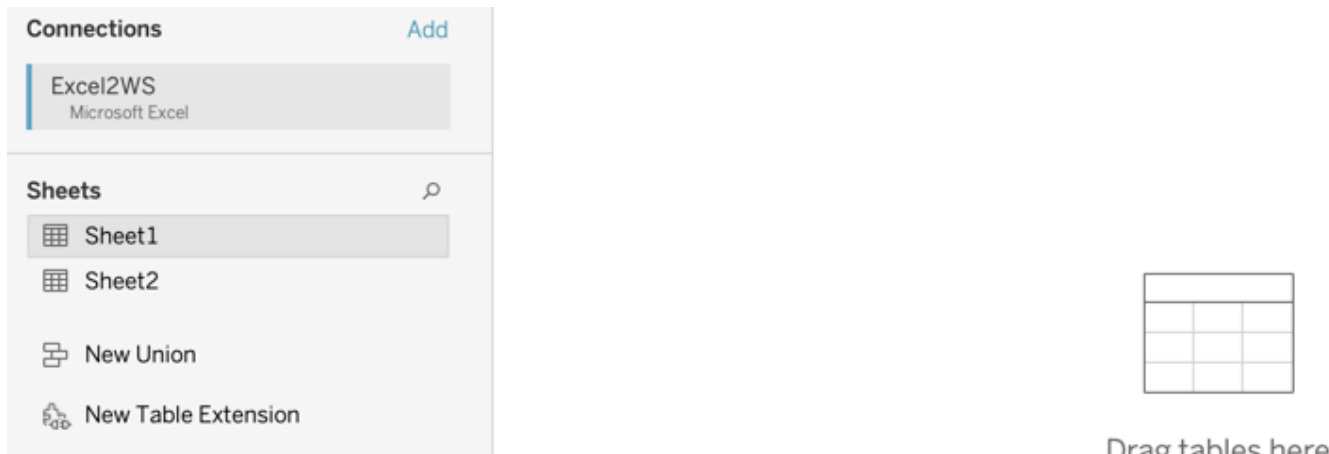 Connections Add
Excel2WS
Microsoft Excel
Sheets
Sheet1
Sheet2
New Union
New Table Extension
Drag tables here